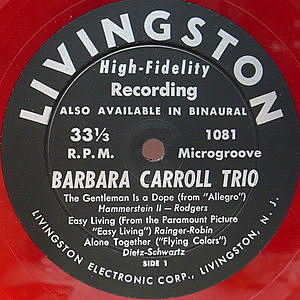 LIVINGSTON
High-Fidelity
Recording
ALSO AVAILABLE IN BINAURAL
33⅓ 1081
R.P.M. Microgroove
BARBARA CARROLL TRIO
The Gentleman Is a Dope (from "Allegro")
Hammerstein II — Rodgers
Easy Living (From the Paramount Picture
"Easy Living") Rainger-Robin
Alone Together ("Flying Colors")
Dietz-Schwartz
SIDE 1
LIVINGSTON ELECTRONIC CORP., LIVINGSTON, N. J.